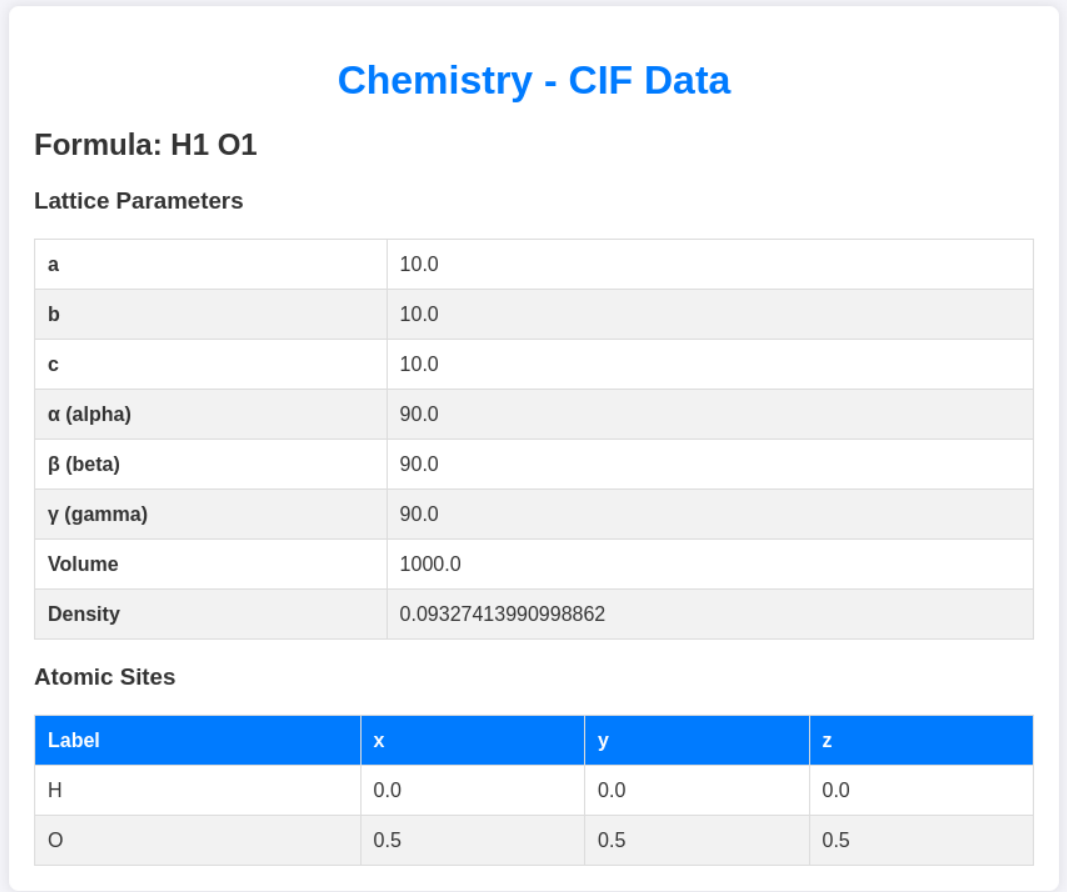 Chemistry - CIF Data
Formula: H1 O1
Lattice Parameters
a 10.0
b 10.0
c 10.0
α (alpha) 90.0
β (beta) 90.0
γ (gamma) 90.0
Volume 1000.0
Density 0.09327413990998862
Atomic Sites
Label x y z
H 0.0 0.0 0.0
O 0.5 0.5 0.5